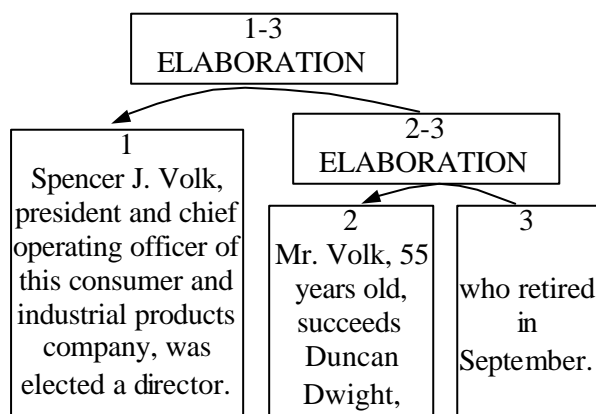 1-3
ELABORATION
2-3
ELABORATION
1
Spencer J. Volk,
president and chief
operating officer of
this consumer and
industrial products
company, was
elected a director.
2
Mr. Volk, 55
years old,
succeeds
Duncan
Dwight,
3
who retired
in
September.